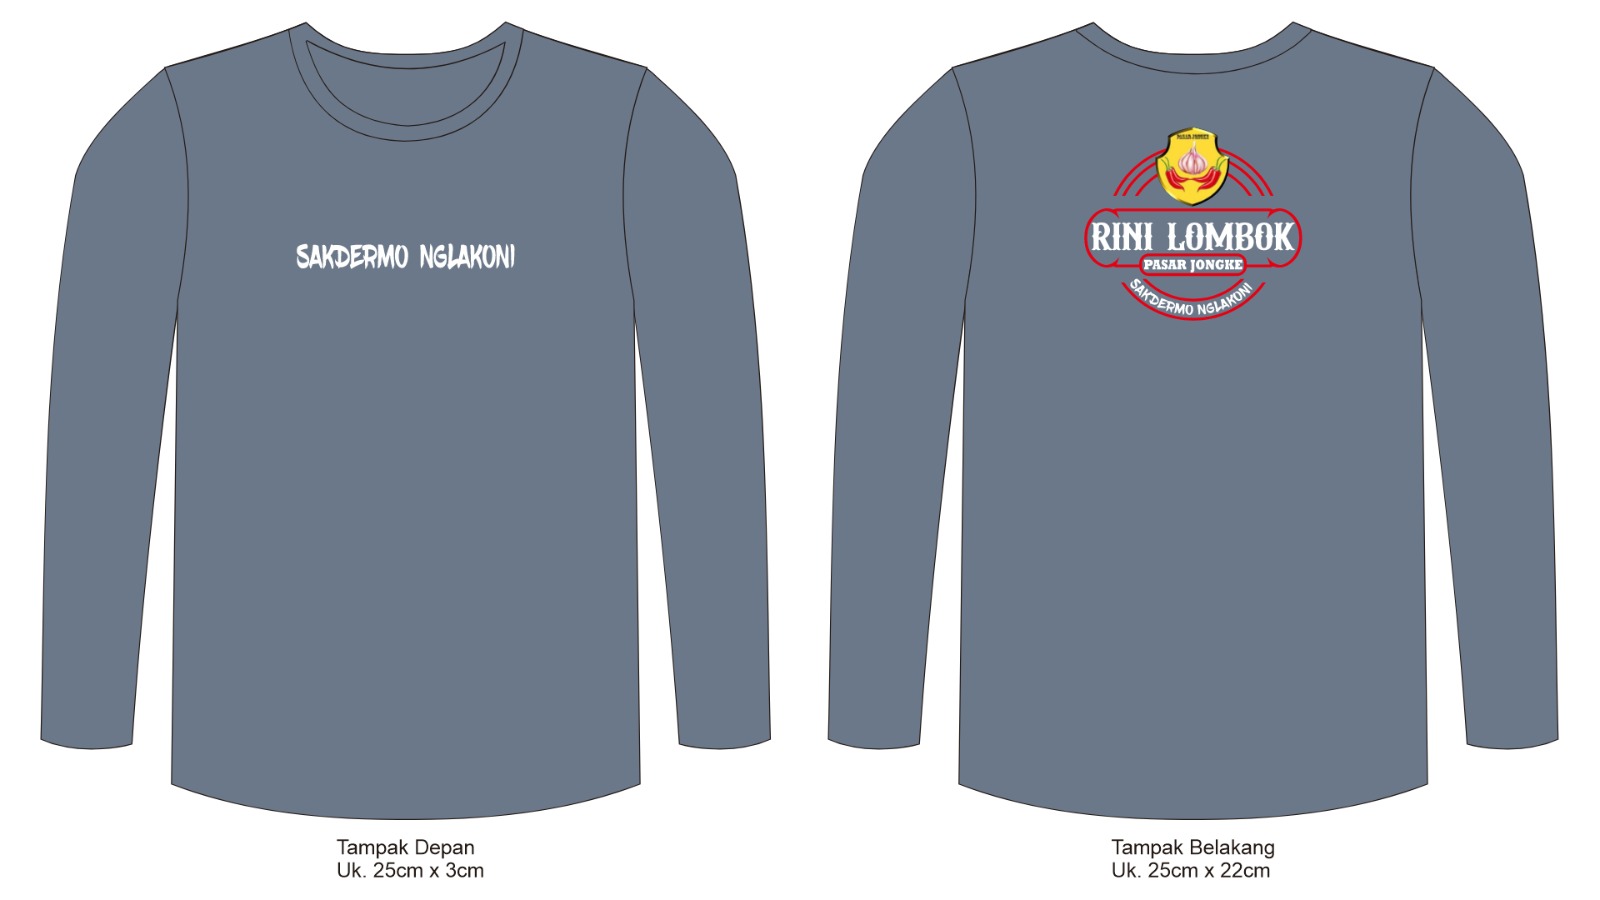 SAKDERMO NGLAKONI
RINI LOMBOK
PASAR JONGKE
SAKDERMO NGLAKONI
Tampak Depan
Uk. 25cm x 3cm
Tampak Belakang
Uk. 25cm x 22cm